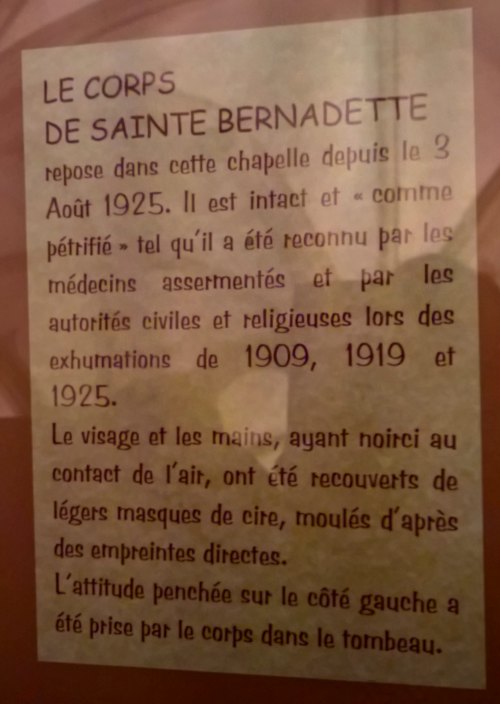 LE CORPS
DE SAINTE BERNADETTE
repose dans cette chapelle depuis le 3
Août 1925. Il est intact et « comme
pétrifié » tel qu'il a été reconnu par les
médecins assermentés et par les
autorités civiles et religieuses lors des
exhumations de 1909, 1919 et
1925.
Le visage et les mains, ayant noirci au
contact de l'air, ont été recouverts de
légers masques de cire, moulés d'après
des empreintes directes.
L'attitude penchée sur le côté gauche a
été prise par le corps dans le tombeau.